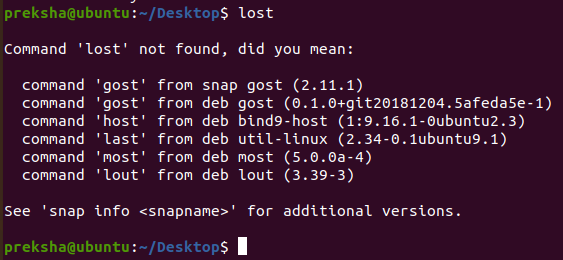 preksha@ubuntu:~/Desktop$ lost
Command 'lost' not found, did you mean:
command 'gost' from snap gost (2.11.1)
command 'gost' from deb gost (0.1.0+git20181204.5afeda5e-1)
command 'host' from deb bind9-host (1:9.16.1-0ubuntu2.3)
command 'last' from deb util-linux (2.34-0.1ubuntu9.1)
command 'most' from deb most (5.0.0a-4)
command 'lout' from deb lout (3.39-3)
See 'snap info <snapname>' for additional versions.
preksha@ubuntu:~/Desktop$